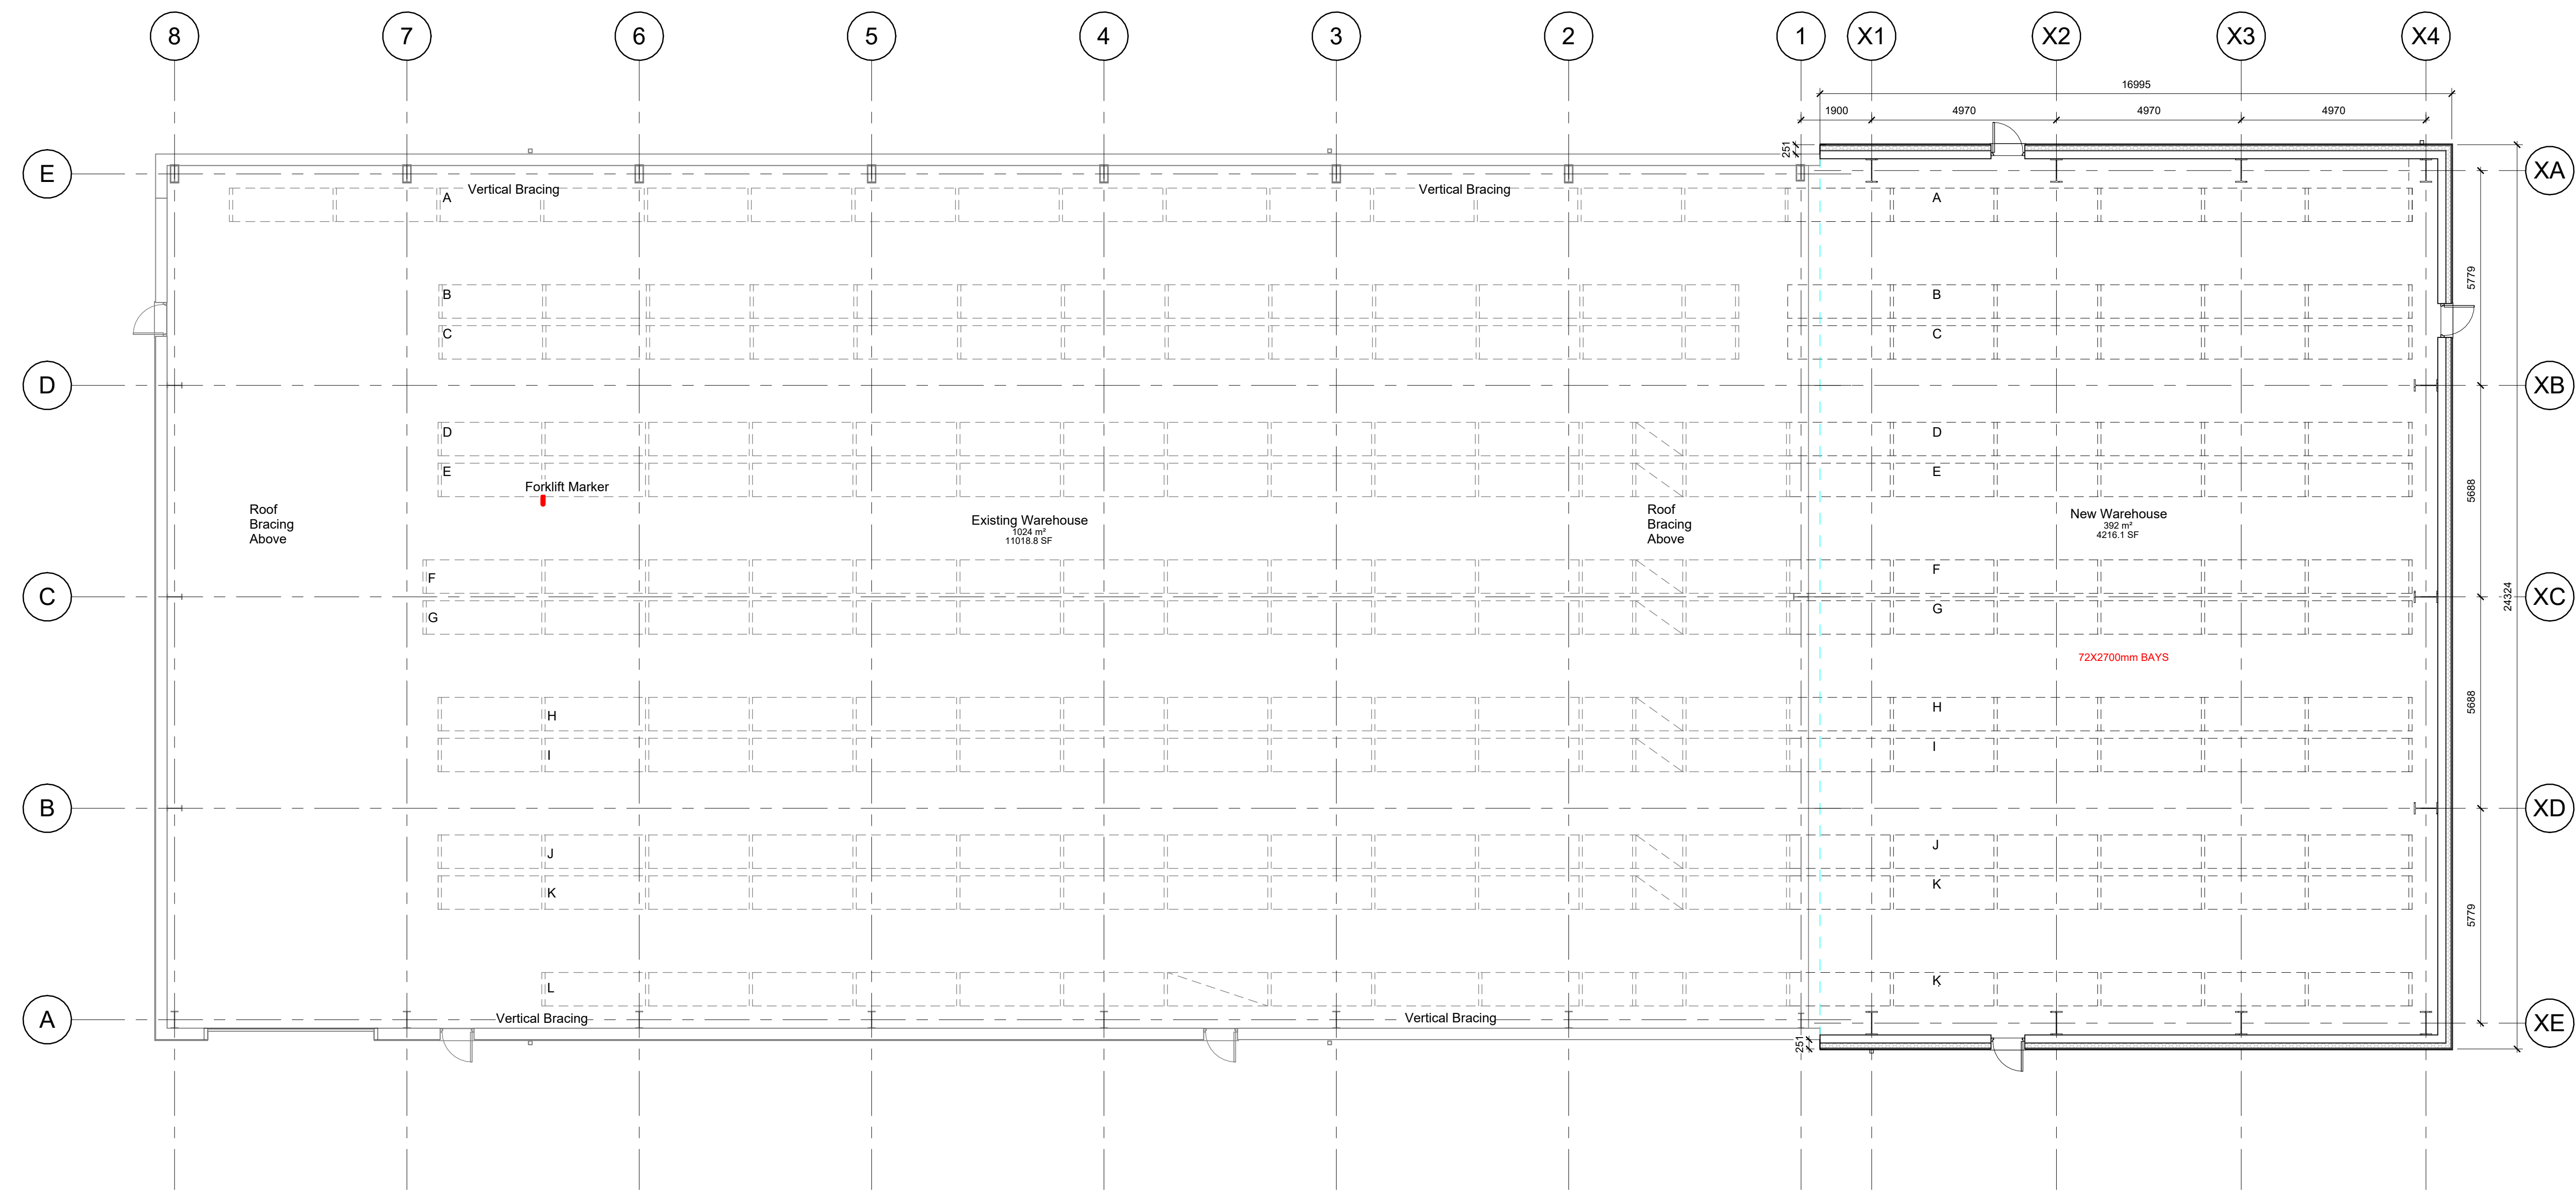 8 7 6 5 4 3 2 1 X1 X2 X3 X4
16995
1900 4970 4970 4970
251
E XA
Vertical Bracing Vertical Bracing
A A
5779
B B
C C
D XB
D D
E E
Forklift Marker
5688
Roof
Bracing
Above
Existing Warehouse
1024 m²
11018.8 SF
Roof
Bracing
Above
New Warehouse
392 m²
4216.1 SF
F F
C XC
24324
G G
72X2700mm BAYS
5688
H H
I I
B XD
J J
K K
5779
L K
A XE
Vertical Bracing Vertical Bracing
251